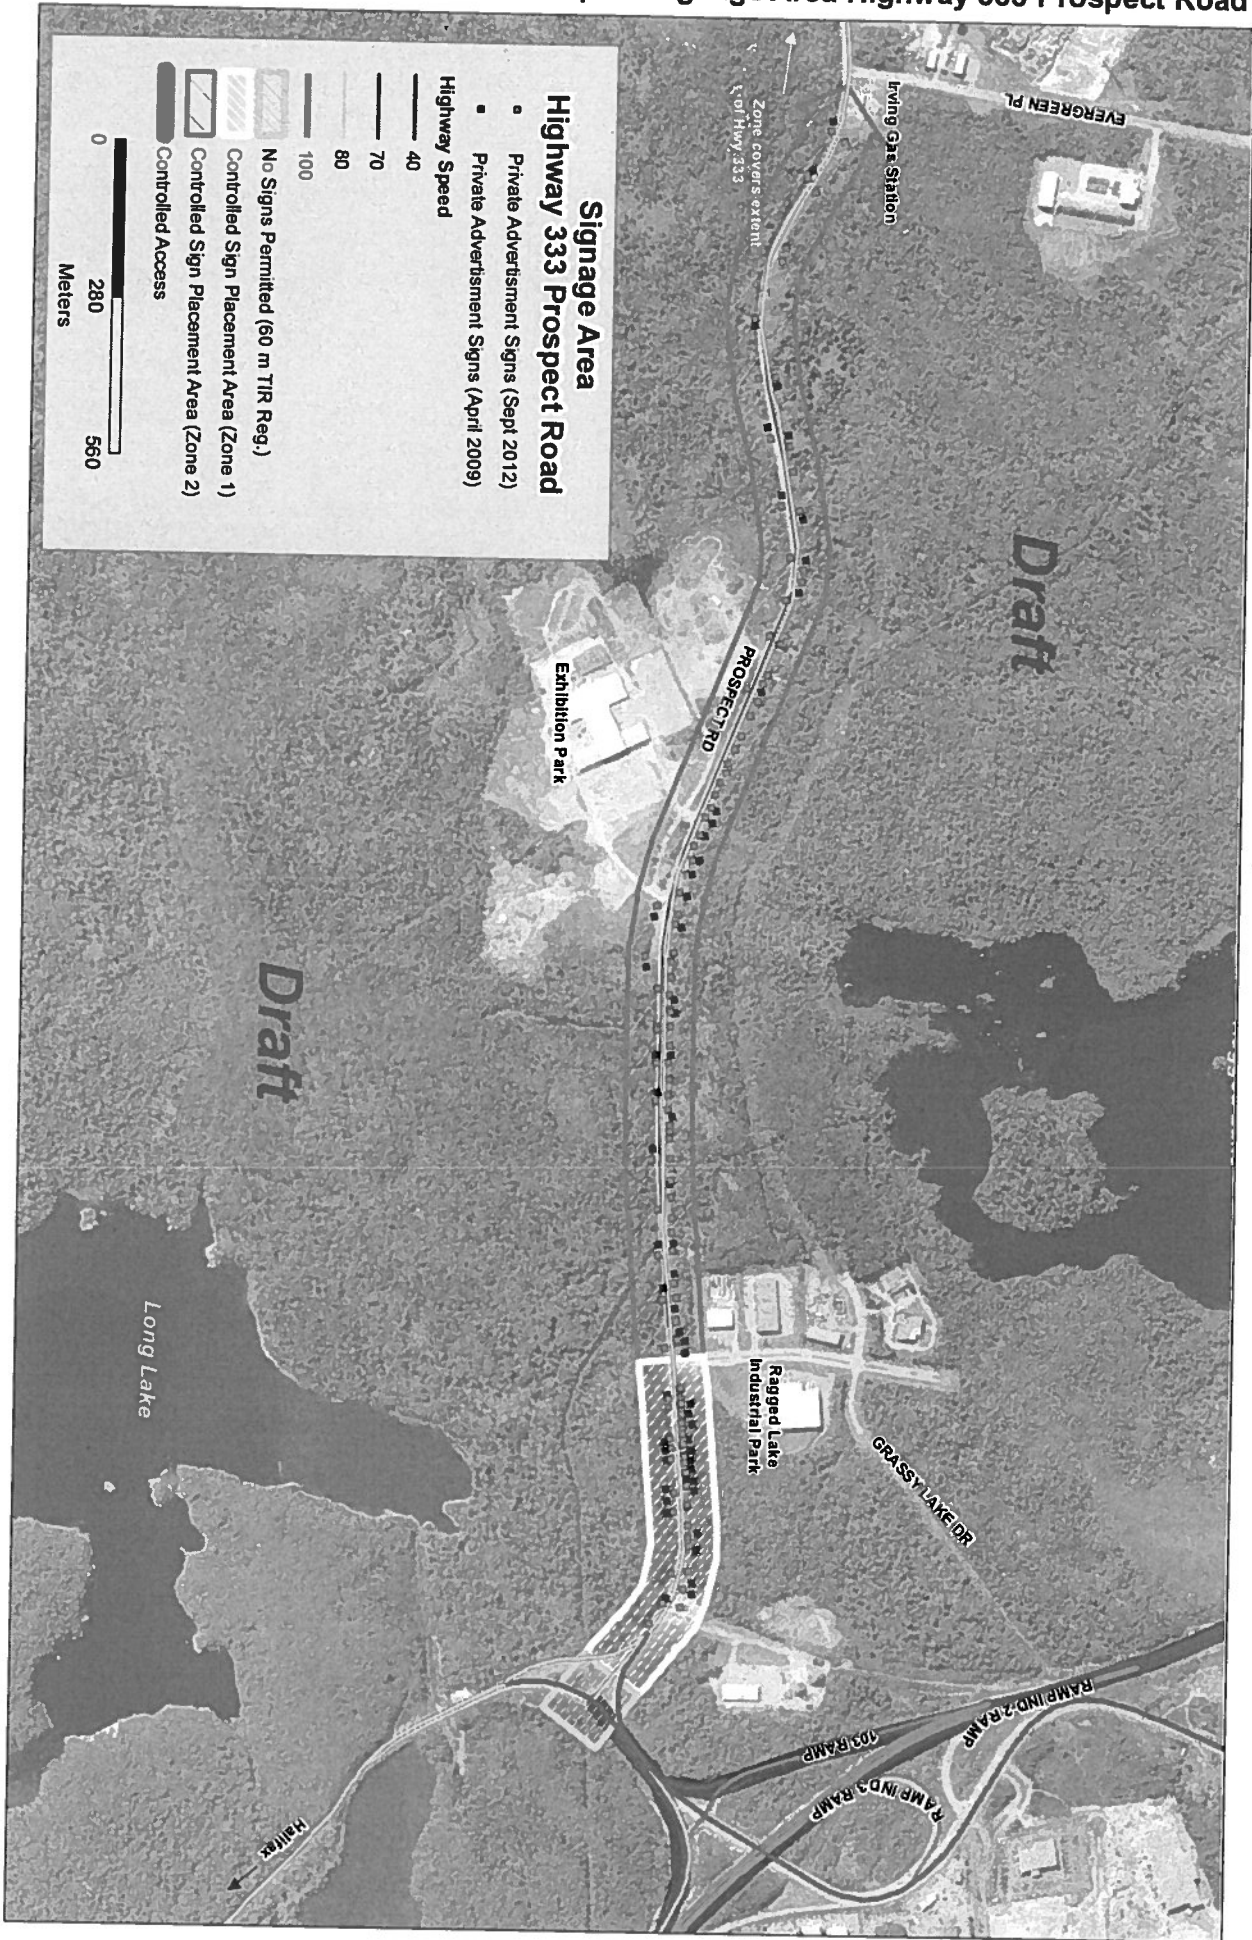 Highway 333 Prospect Road
Signage Area
Highway 333 Prospect Road
Private Advertisment Signs (Sept 2012)
Private Advertisment Signs (April 2009)
Highway Speed
40
70
80
100
No Signs Permitted (60 m TIR Reg.)
Controlled Sign Placement Area (Zone 1)
Controlled Sign Placement Area (Zone 2)
Controlled Access
0 280 560
Meters
EVERGREEN PL
Irving Gas Station
Zone covers extent
of Hwy 333
Draft
PROSPECT RD
Exhibition Park
Draft
Ragged Lake
Industrial Park
GRASSY LAKE DR
Long Lake
RAMP IND 2 RAMP
103 RAMP
RAMP IND 3 RAMP
Halifax